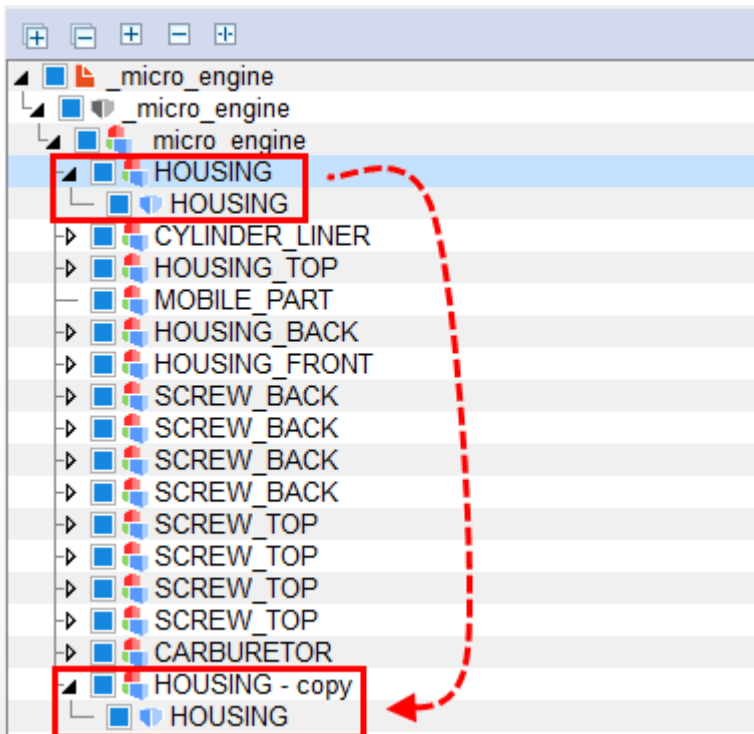 _micro_engine
_micro_engine
_micro_engine
HOUSING
HOUSING
CYLINDER_LINER
HOUSING_TOP
MOBILE_PART
HOUSING_BACK
HOUSING_FRONT
SCREW_BACK
SCREW_BACK
SCREW_BACK
SCREW_BACK
SCREW_TOP
SCREW_TOP
SCREW_TOP
SCREW_TOP
CARBURETOR
HOUSING - copy
HOUSING